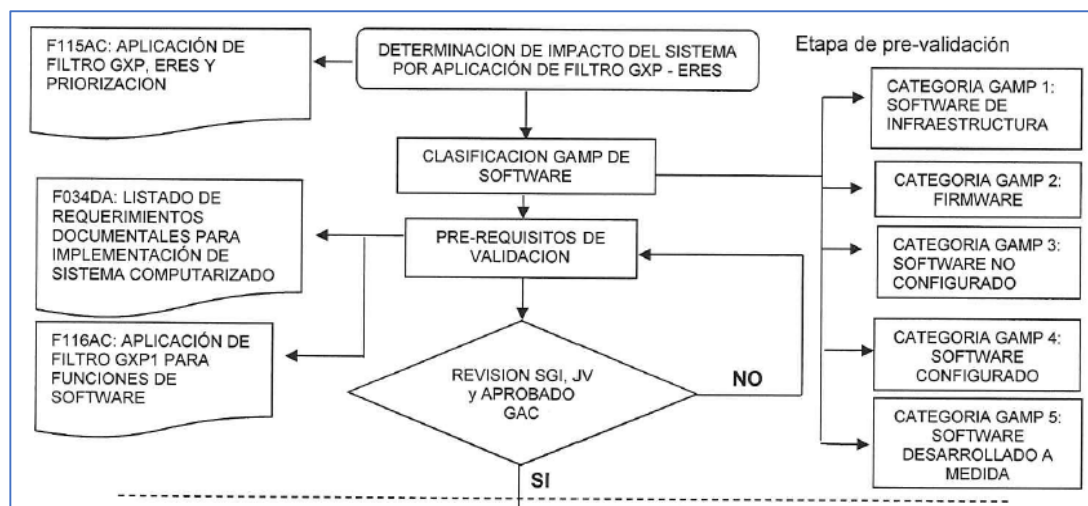 F115AC: APLICACIÓN DE
FILTRO GXP, ERES Y
PRIORIZACION
DETERMINACION DE IMPACTO DEL SISTEMA
POR APLICACIÓN DE FILTRO GXP - ERES
Etapa de pre-validación
CATEGORIA GAMP 1:
SOFTWARE DE
INFRAESTRUCTURA
CLASIFICACION GAMP DE
SOFTWARE
CATEGORIA GAMP 2:
FIRMWARE
F034DA: LISTADO DE
REQUERIMIENTOS
DOCUMENTALES PARA
IMPLEMENTACIÓN DE
SISTEMA COMPUTARIZADO
PRE-REQUISITOS DE
VALIDACION
CATEGORIA GAMP 3:
SOFTWARE NO
CONFIGURADO
F116AC: APLICACIÓN DE
FILTRO GXP1 PARA
FUNCIONES DE
SOFTWARE
REVISION SGI, JV
y APROBADO
GAC
NO
SI
CATEGORIA GAMP 4:
SOFTWARE
CONFIGURADO
CATEGORIA GAMP 5:
SOFTWARE
DESARROLLADO A
MEDIDA